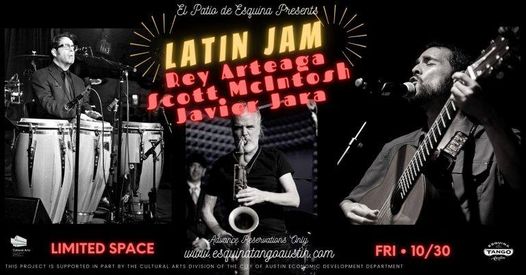 El Patio de Esquina Presents
LATIN JAM
Rey Arteaga
Scott McIntosh
Javier Jara
LIMITED SPACE
Advance Reservations Only
www.esquinatangoaustin.com
FRI • 10/30
Cultural Arts
ESQUINA
TANGO
THIS PROJECT IS SUPPORTED IN PART BY THE CULTURAL ARTS DIVISION OF THE CITY OF AUSTIN ECONOMIC DEVELOPMENT DEPARTMENT